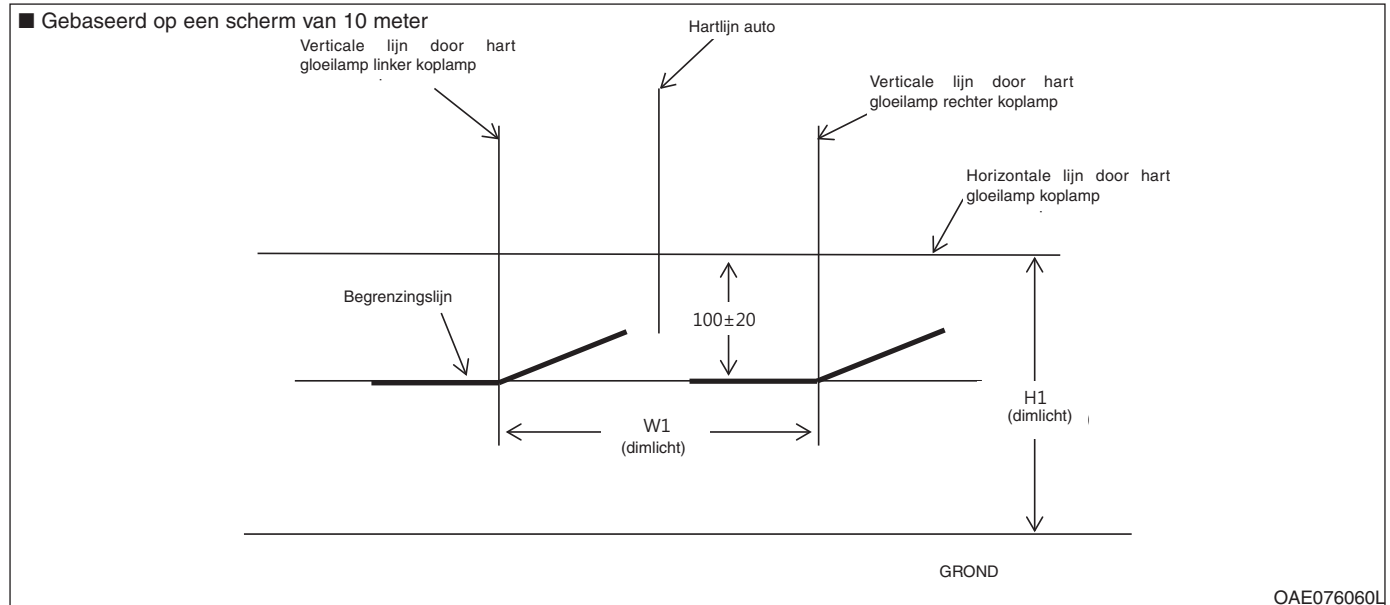 ■ Gebaseerd op een scherm van 10 meter
Hartlijn auto
Verticale lijn door hart
gloeilamp linker koplamp
Verticale lijn door hart
gloeilamp rechter koplamp
Horizontale lijn door hart
gloeilamp koplamp
Begrenzingslijn
100±20
H1
(dimlicht)
W1
(dimlicht)
GROND
OAE076060L